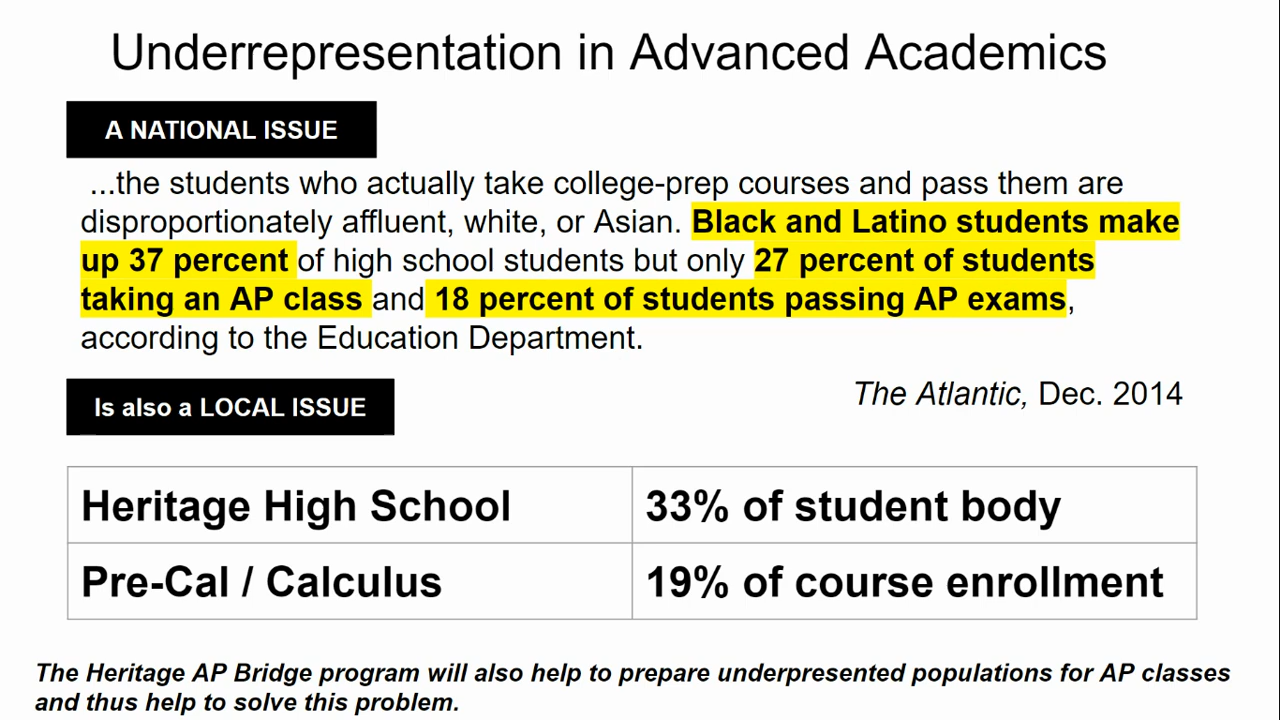 Underrepresentation in Advanced Academics
A NATIONAL ISSUE
...the students who actually take college-prep courses and pass them are
disproportionately affluent, white, or Asian. Black and Latino students make
up 37 percent of high school students but only 27 percent of students
taking an AP class and 18 percent of students passing AP exams,
according to the Education Department.
The Atlantic, Dec. 2014
Is also a LOCAL ISSUE
Heritage High School 33% of student body
Pre-Cal / Calculus 19% of course enrollment
The Heritage AP Bridge program will also help to prepare underpresented populations for AP classes
and thus help to solve this problem.